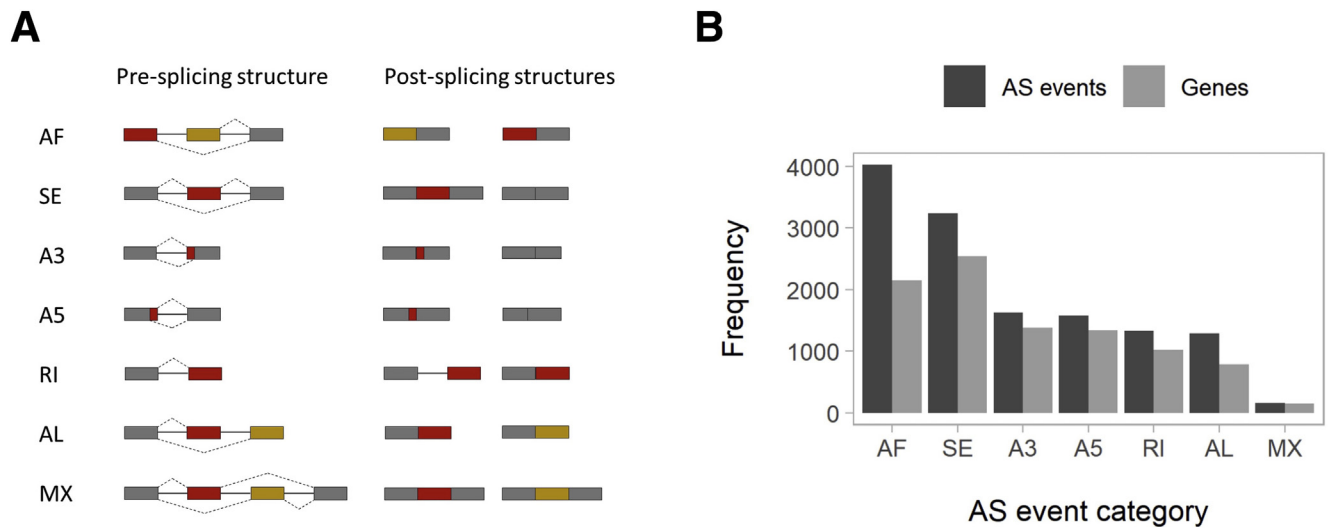 A
Pre-splicing structure
Post-splicing structures
AF
SE
A3
A5
RI
AL
MX
B
AS events
Genes
Frequency
4000
3000
2000
1000
0
AF SE A3 A5 RI AL MX
AS event category